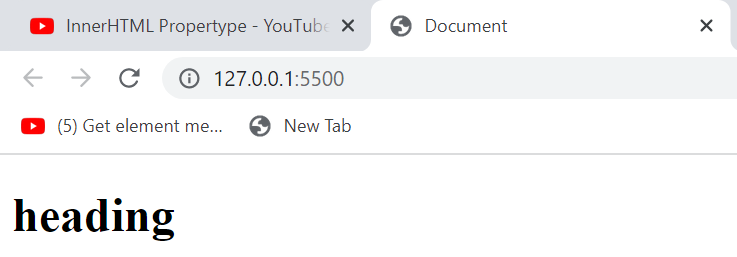 InnerHTML Propertype - YouTube
Document
127.0.0.1:5500
(5) Get element me...
New Tab
heading